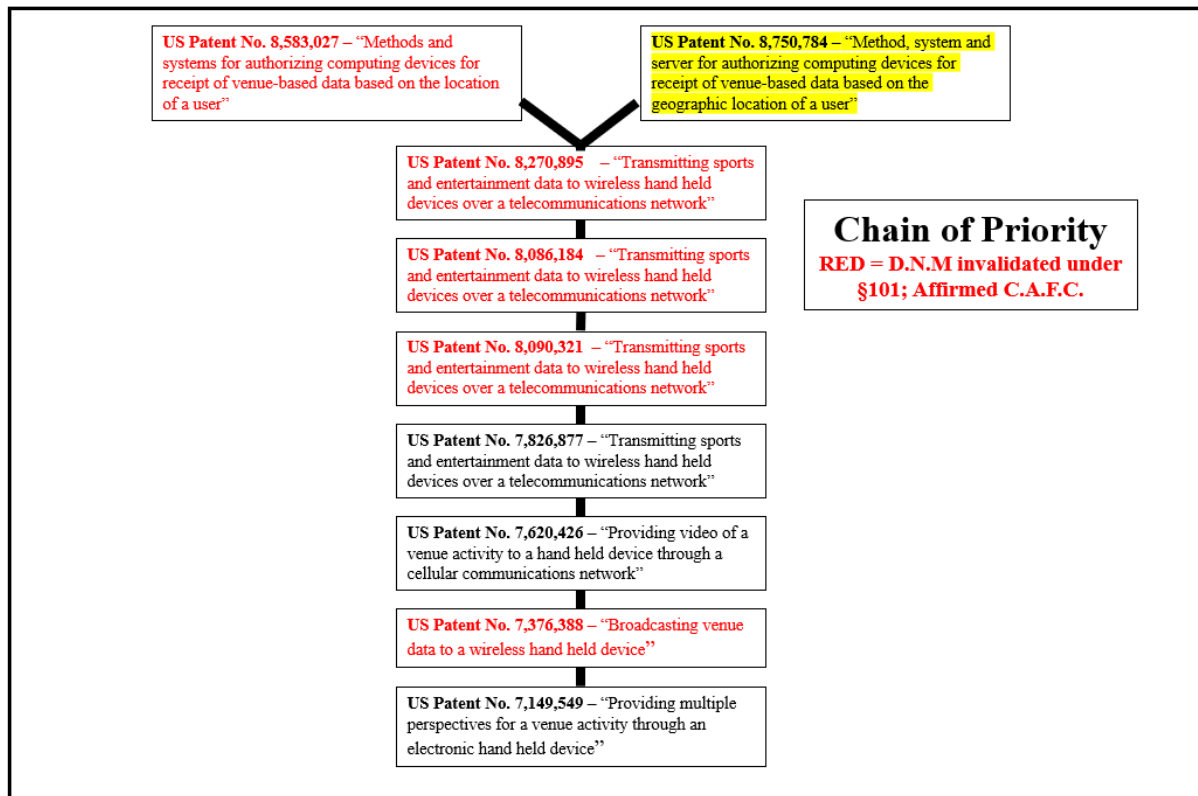 US Patent No. 8,583,027 – “Methods and
systems for authorizing computing devices for
receipt of venue-based data based on the location
of a user”
US Patent No. 8,750,784 – “Method, system and
server for authorizing computing devices for
receipt of venue-based data based on the
geographic location of a user”
US Patent No. 8,270,895 – “Transmitting sports
and entertainment data to wireless hand held
devices over a telecommunications network”
Chain of Priority
RED = D.N.M invalidated under
§101; Affirmed C.A.F.C.
US Patent No. 8,086,184 – “Transmitting sports
and entertainment data to wireless hand held
devices over a telecommunications network”
US Patent No. 8,090,321 – “Transmitting sports
and entertainment data to wireless hand held
devices over a telecommunications network”
US Patent No. 7,826,877 – “Transmitting sports
and entertainment data to wireless hand held
devices over a telecommunications network”
US Patent No. 7,620,426 – “Providing video of a
venue activity to a hand held device through a
cellular communications network”
US Patent No. 7,376,388 – “Broadcasting venue
data to a wireless hand held device”
US Patent No. 7,149,549 – “Providing multiple
perspectives for a venue activity through an
electronic hand held device”